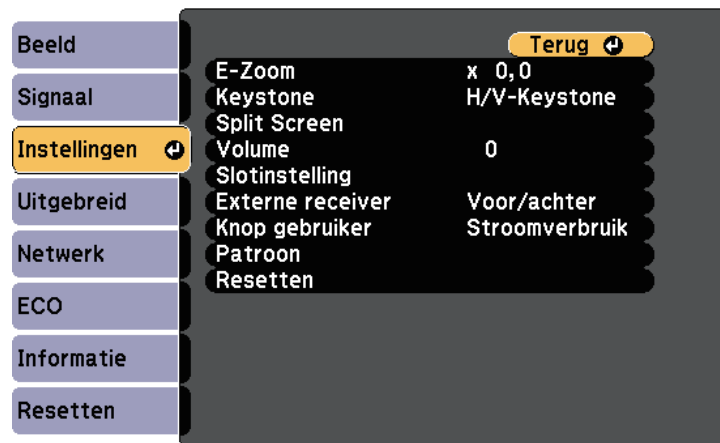 Beeld
Signaal
Instellingen
Uitgebreid
Netwerk
ECO
Informatie
Resetten
Terug
E-Zoom x 0,0
Keystone H/V-Keystone
Split Screen
Volume 0
Slotinstelling
Externe receiver Voor/achter
Knop gebruiker Stroomverbruik
Patroon
Resetten